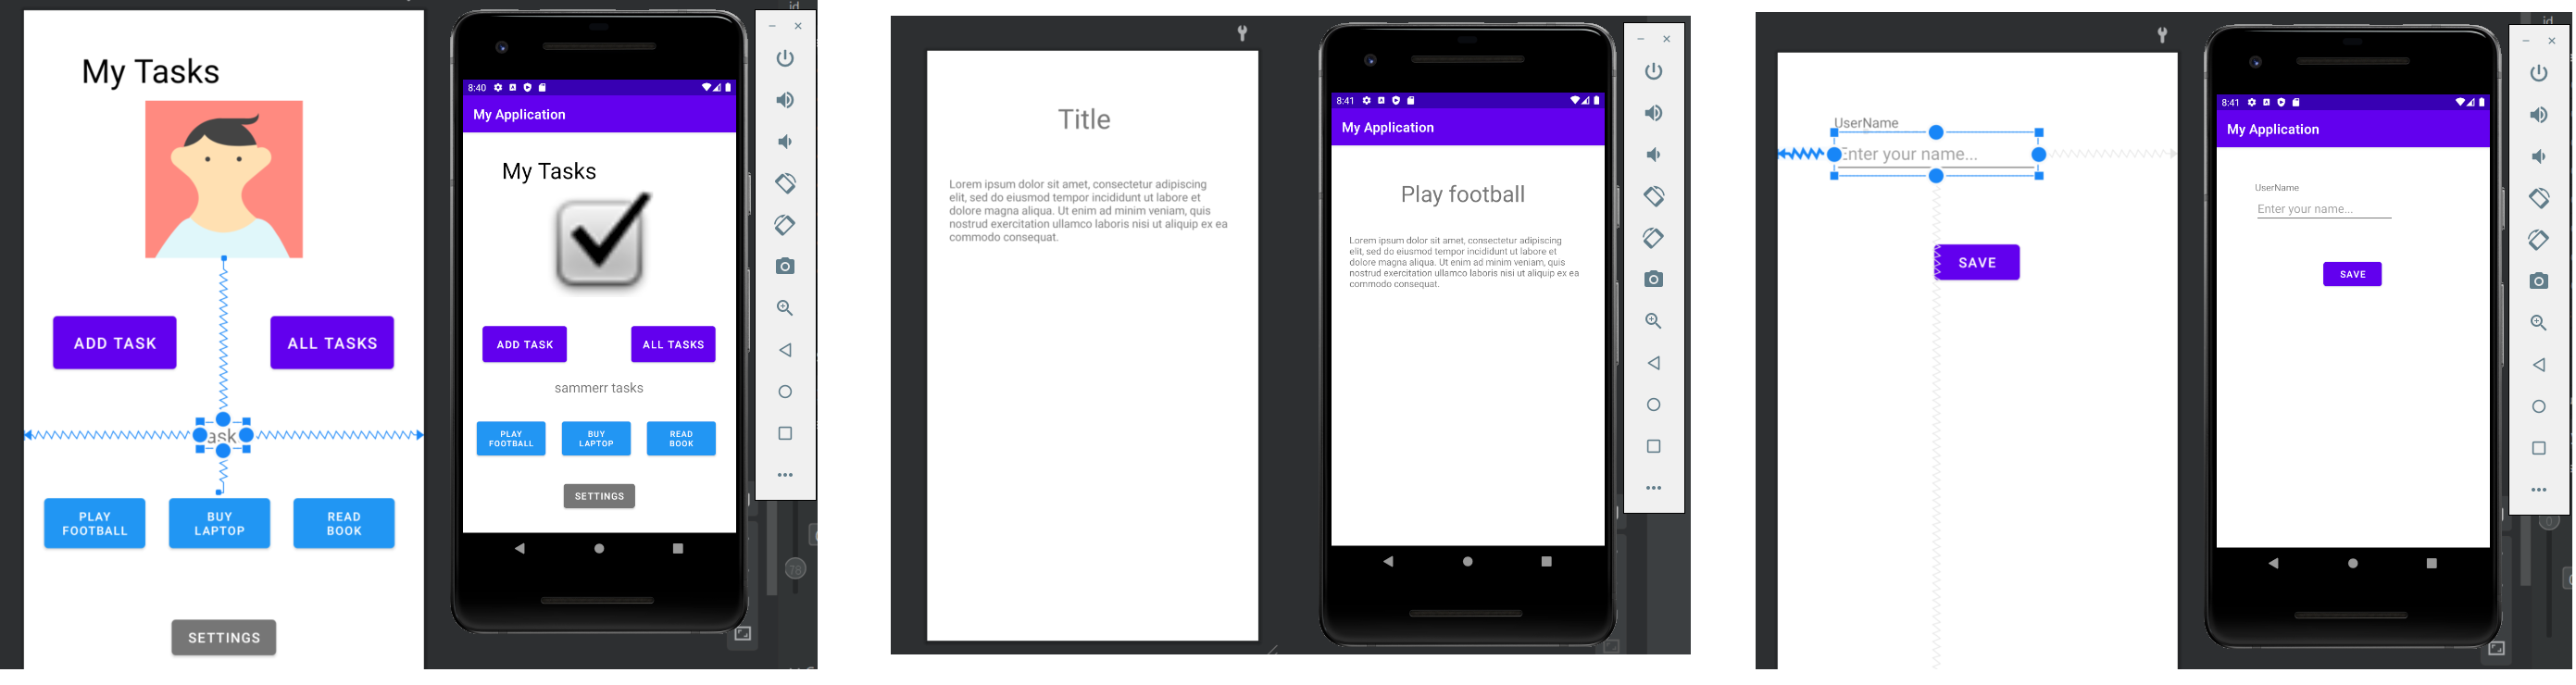 My Tasks
ADD TASK
ALL TASKS
ask
PLAY
FOOTBALL
BUY
LAPTOP
READ
BOOK
SETTINGS
8:40
My Application
My Tasks
ADD TASK
ALL TASKS
sammerr tasks
PLAY
FOOTBALL
BUY
LAPTOP
READ
BOOK
SETTINGS
id
78
Title
Lorem ipsum dolor sit amet, consectetur adipiscing
elit, sed do eiusmod tempor incididunt ut labore et
dolore magna aliqua. Ut enim ad minim veniam, quis
nostrud exercitation ullamco laboris nisi ut aliquip ex ea
commodo consequat.
8:41
My Application
Play football
Lorem ipsum dolor sit amet, consectetur adipiscing
elit, sed do eiusmod tempor incididunt ut labore et
dolore magna aliqua. Ut enim ad minim veniam, quis
nostrud exercitation ullamco laboris nisi ut aliquip ex ea
commodo consequat.
UserName
Enter your name...
SAVE
8:41
My Application
UserName
Enter your name...
SAVE
id
0